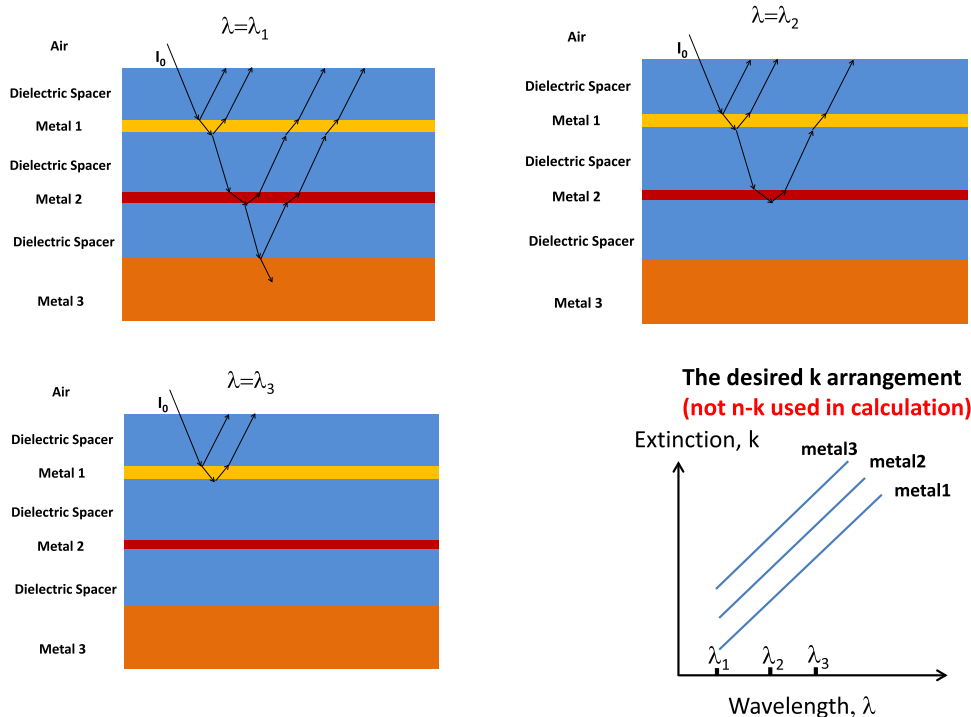 λ=λ₁
Air
I₀
Dielectric Spacer
Metal 1
Dielectric Spacer
Metal 2
Dielectric Spacer
Metal 3
λ=λ₂
Air
I₀
Dielectric Spacer
Metal 1
Dielectric Spacer
Metal 2
Dielectric Spacer
Metal 3
λ=λ₃
Air
I₀
Dielectric Spacer
Metal 1
Dielectric Spacer
Metal 2
Dielectric Spacer
Metal 3
The desired k arrangement
(not n-k used in calculation)
Extinction, k
metal3
metal2
metal1
λ₁ λ₂ λ₃
Wavelength, λ